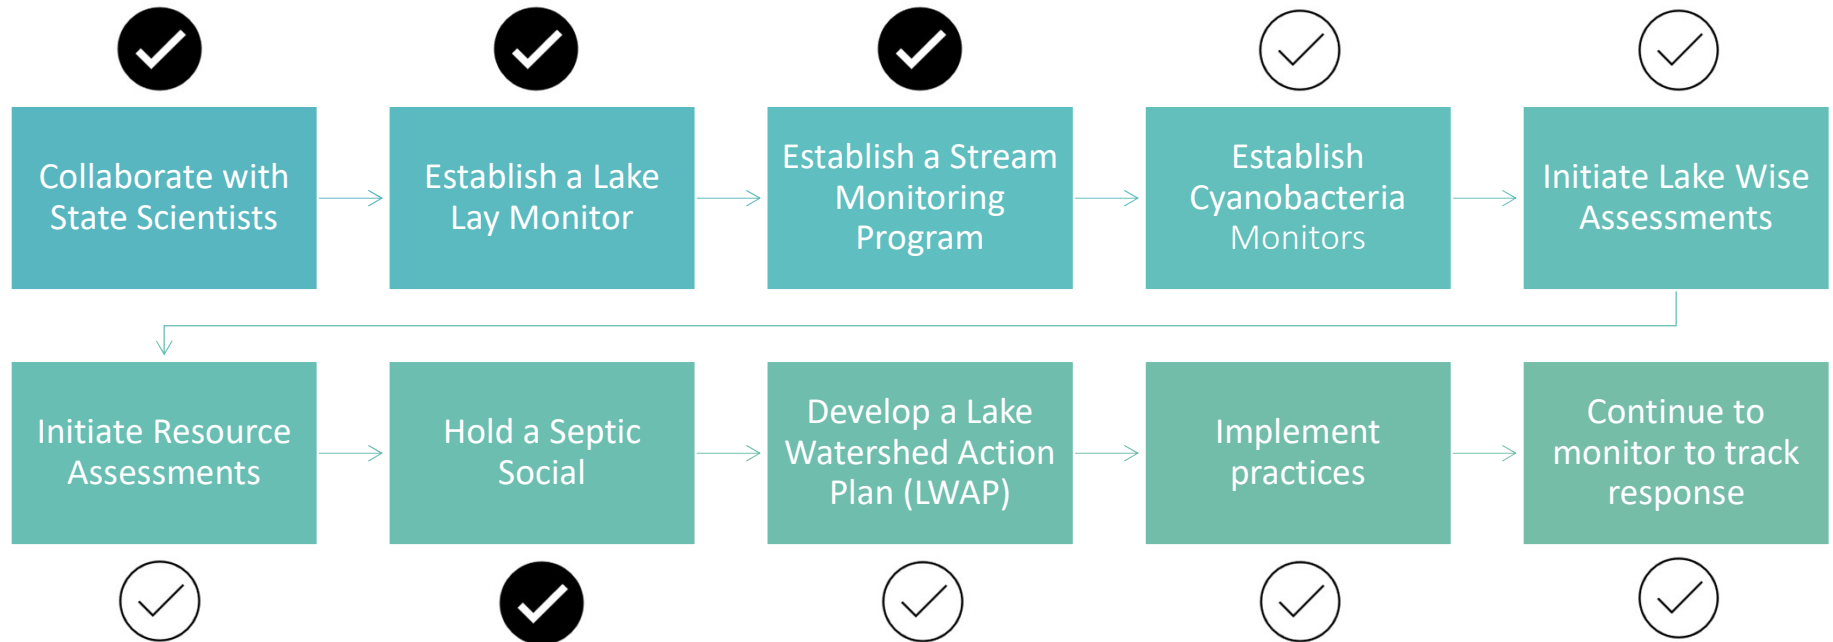 Collaborate with
State Scientists
Establish a Lake
Lay Monitor
Establish a Stream
Monitoring
Program
Establish
Cyanobacteria
Monitors
Initiate Lake Wise
Assessments
Initiate Resource
Assessments
Hold a Septic
Social
Develop a Lake
Watershed Action
Plan (LWAP)
Implement
practices
Continue to
monitor to track
response